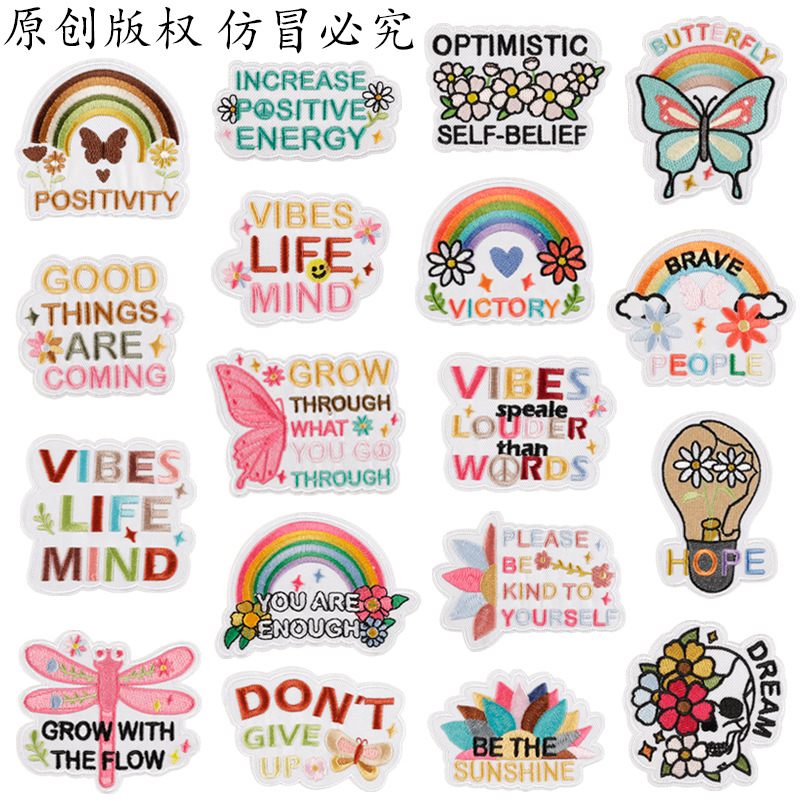 原创版权 仿冒必究
POSITIVITY
INCREASE
POSITIVE
ENERGY
OPTIMISTIC
SELF-BELIEF
BUTTERFLY
GOOD
THINGS
ARE
COMING
VIBES
LIFE
MIND
VICTORY
BRAVE
PEOPLE
GROW
THROUGH
WHAT
YOU GO
THROUGH
VIBES
speale
LOUDER
than
WORDS
VIBES
LIFE
MIND
YOU ARE
ENOUGH
PLEASE
BE
KIND TO
YOURSELF
HOPE
GROW WITH
THE FLOW
DON'T
GIVE
UP
BE THE
SUNSHINE
DREAM